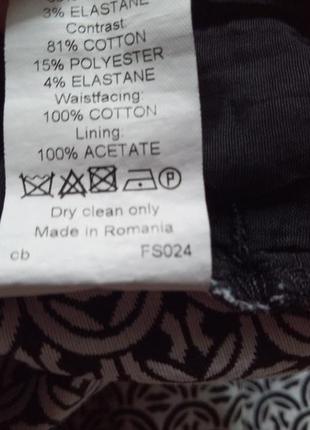 3% ELASTANE
Contrast
81% COTTON
15% POLYESTER
4% ELASTANE
Waistfacing:
100% COTTON
Lining:
100% ACETATE
P
Dry clean only
Made in Romania
cb FS024